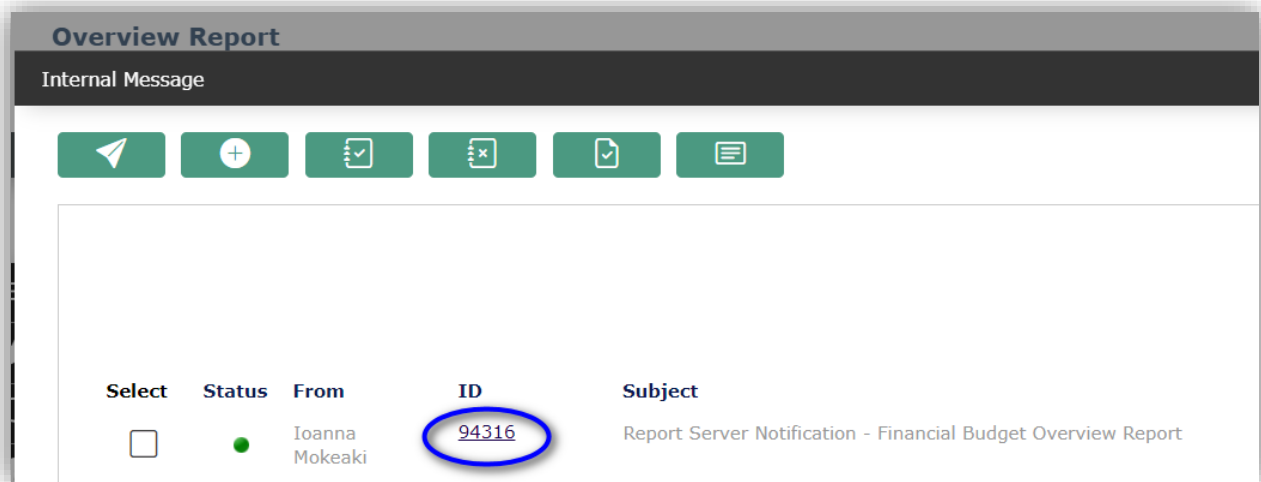 Overview Report
Internal Message
Select Status From ID Subject
Ioanna Mokeaki 94316 Report Server Notification - Financial Budget Overview Report